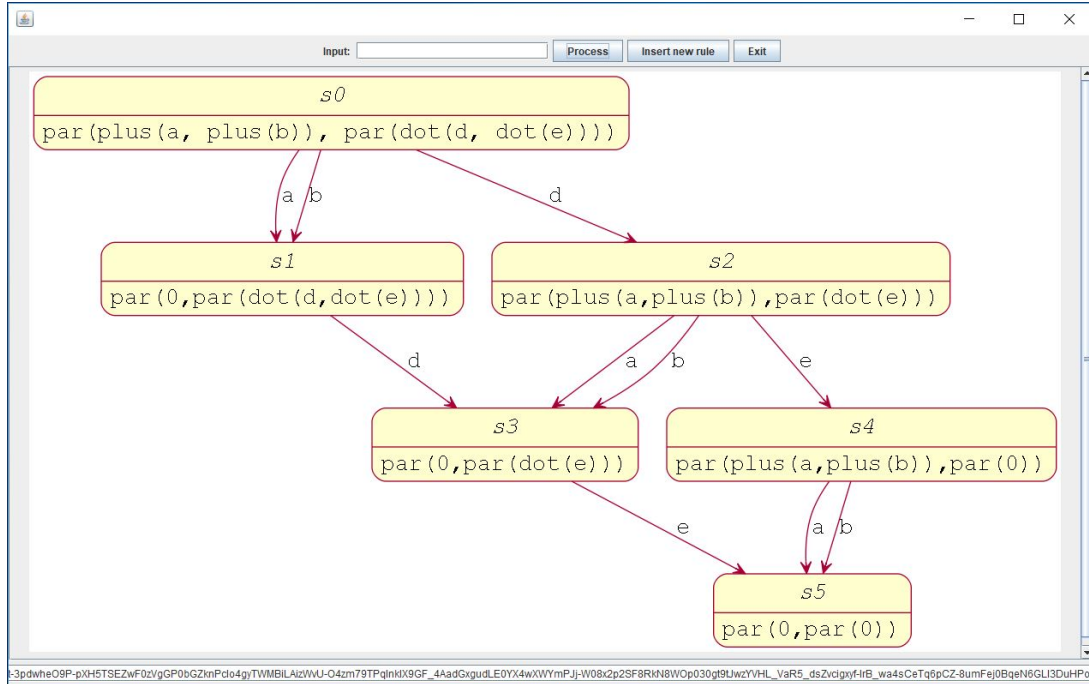 Input: Process Insert new rule Exit
s0
par(plus(a, plus(b)), par(dot(d, dot(e))))
a b d
s1 s2
par(0,par(dot(d,dot(e)))) par(plus(a,plus(b)),par(dot(e)))
d a b e
s3 s4
par(0,par(dot(e))) par(plus(a,plus(b)),par(0))
e a b
s5
par(0,par(0))